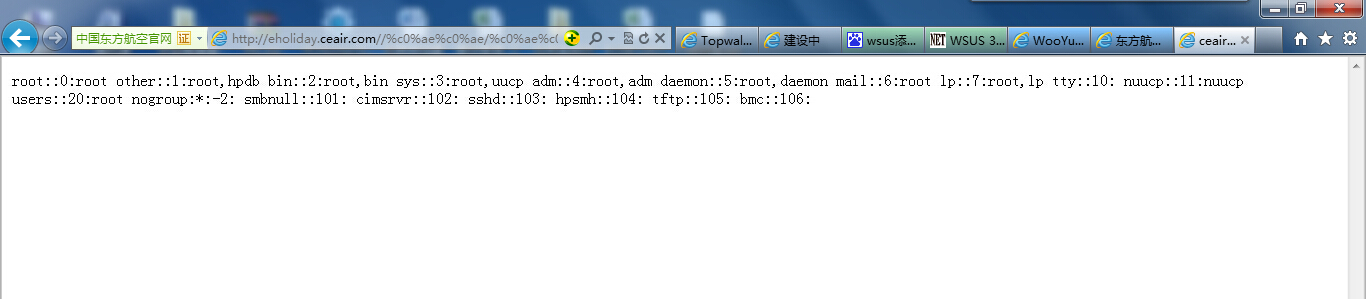 中国东方航空官网 证 http://eholiday.ceair.com//%c0%ae%c0%ae/%c0%ae%c0 Topwal... 建设中 wsus添... NET WSUS 3... WooYu... 东方航... ceair...
root::0:root other::1:root,hpdb bin::2:root,bin sys::3:root,uucp adm::4:root,adm daemon::5:root,daemon mail::6:root lp::7:root,lp tty::10: nuucp::11:nuucp
users::20:root nogroup:*:-2: smbnull::101: cimsrvr::102: sshd::103: hpsmh::104: tftp::105: bmc::106: